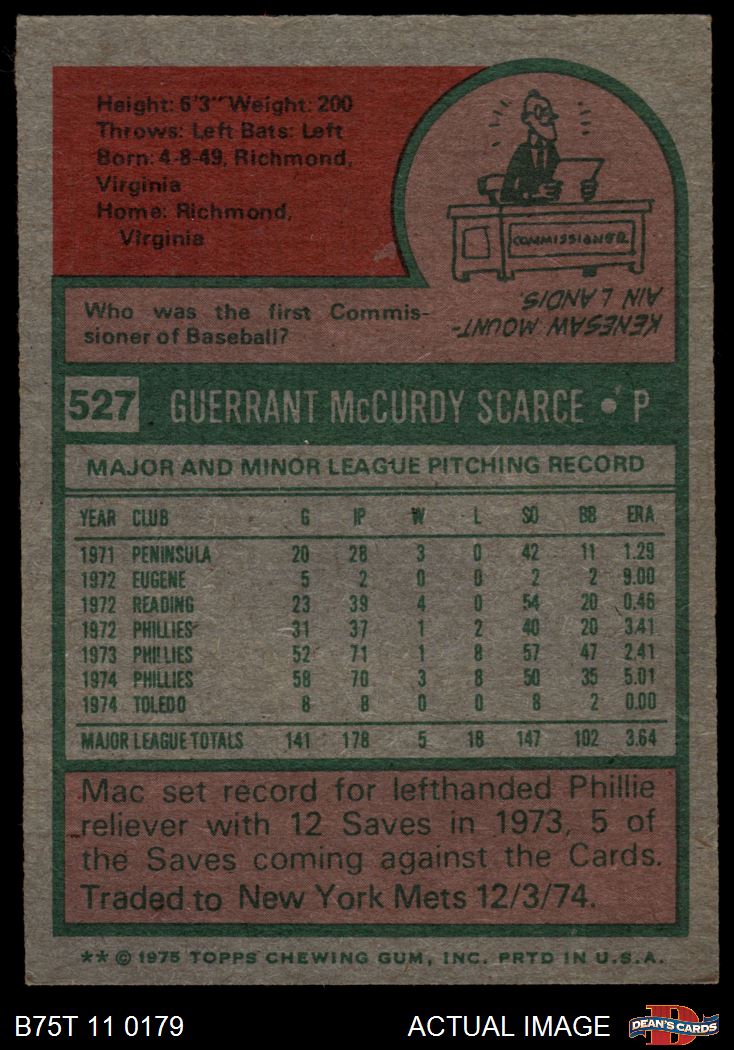 Height: 6'3" Weight: 200
Throws: Left Bats: Left
Born: 4-8-49, Richmond,
Virginia
Home: Richmond,
Virginia
COMMISSIONER
KENESAW MOUNT-
AIN LANDIS.
Who was the first Commis-
sioner of Baseball?
527 GUERRANT McCURDY SCARCE • P
MAJOR AND MINOR LEAGUE PITCHING RECORD
YEAR CLUB G IP W L SO BB ERA
1971 PENINSULA 20 28 3 0 42 11 1.29
1972 EUGENE 5 2 0 0 2 2 9.00
1972 READING 23 39 4 0 54 20 0.46
1972 PHILLIES 31 37 1 2 40 20 3.41
1973 PHILLIES 52 71 1 8 57 47 2.41
1974 PHILLIES 58 70 3 8 50 35 5.01
1974 TOLEDO 8 8 0 0 8 2 0.00
MAJOR LEAGUE TOTALS 141 178 5 18 147 102 3.64
Mac set record for lefthanded Phillie
reliever with 12 Saves in 1973, 5 of
the Saves coming against the Cards.
Traded to New York Mets 12/3/74.
** © 1975 TOPPS CHEWING GUM, INC. PRTD IN U.S.A.
B75T 11 0179 ACTUAL IMAGE DEAN'S CARDS